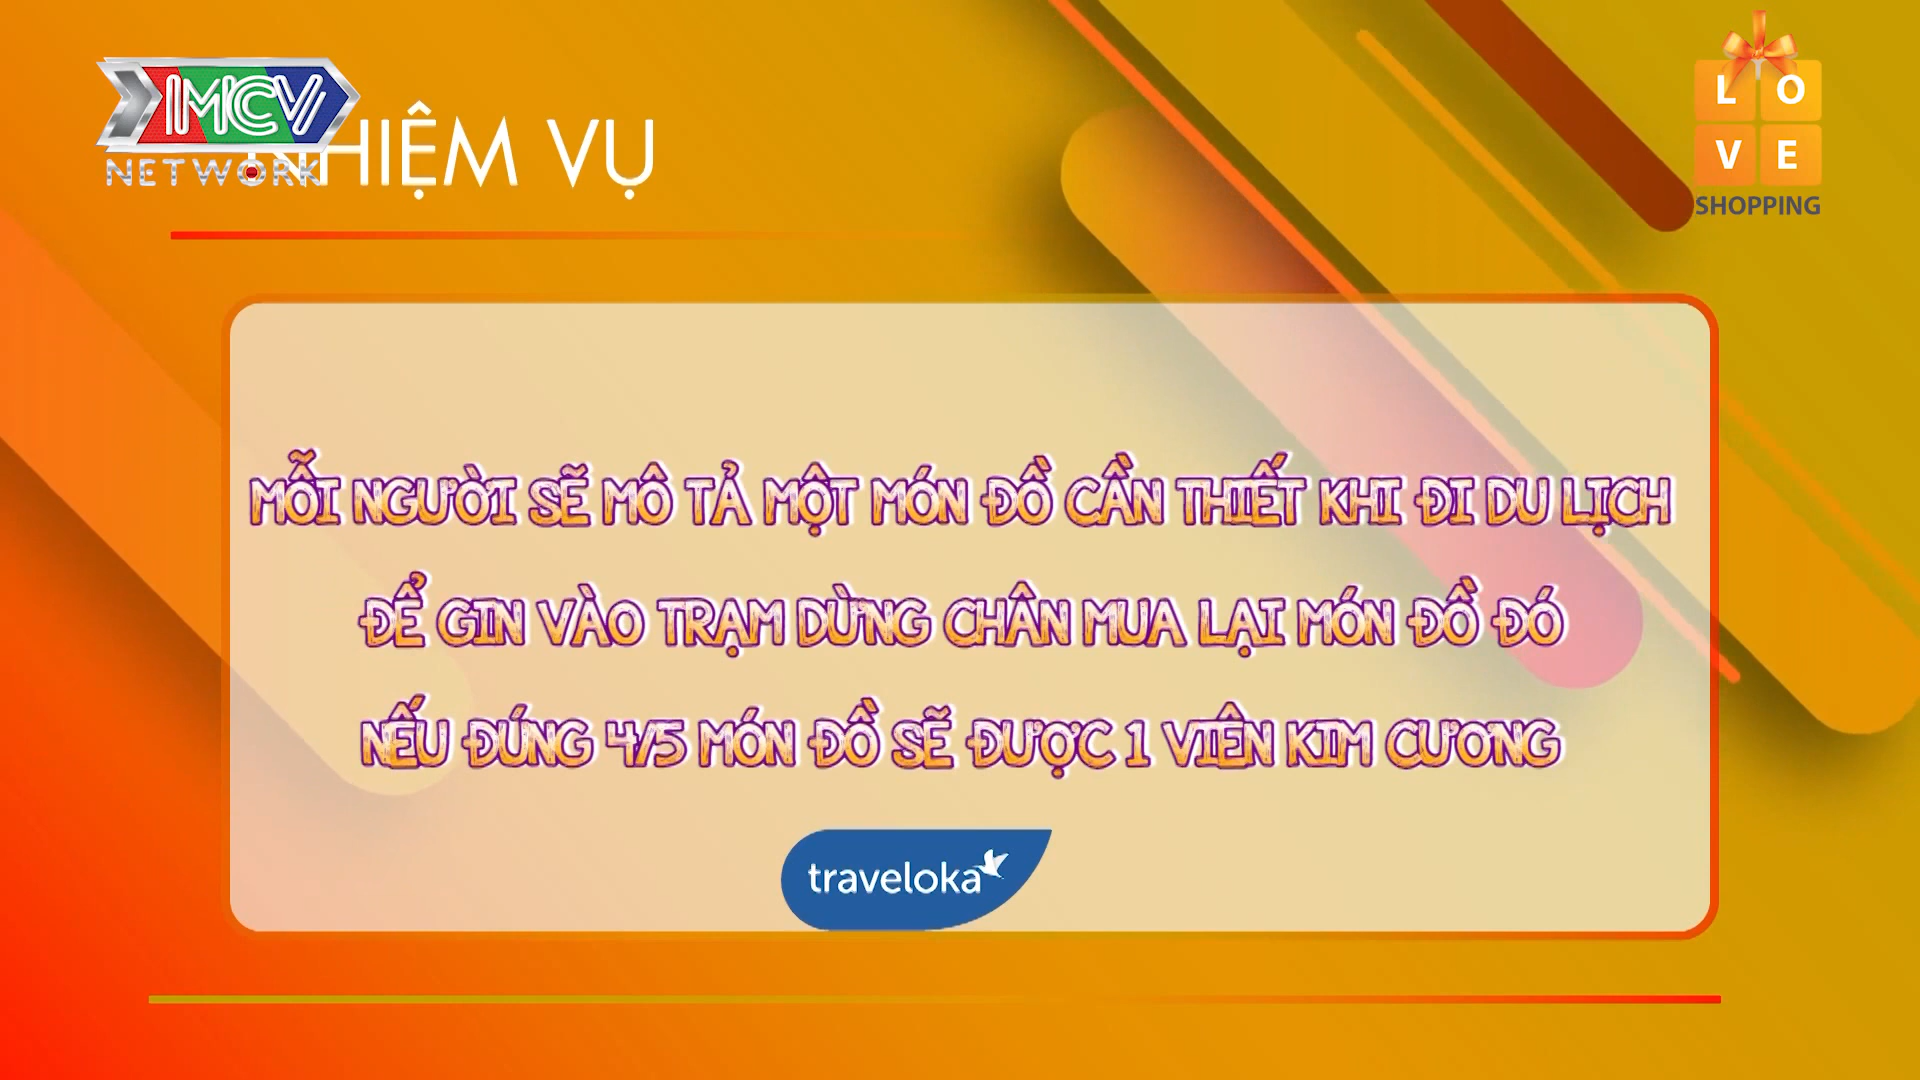 MCV
NETWORK
NHIỆM VỤ
L O
V E
SHOPPING
MỖI NGƯỜI SẼ MÔ TẢ MỘT MÓN ĐỒ CẦN THIẾT KHI ĐI DU LỊCH
ĐỂ GIN VÀO TRẠM DỪNG CHÂN MUA LẠI MÓN ĐỒ ĐÓ
NẾU ĐÚNG 4/5 MÓN ĐỒ SẼ ĐƯỢC 1 VIÊN KIM CƯƠNG
traveloka